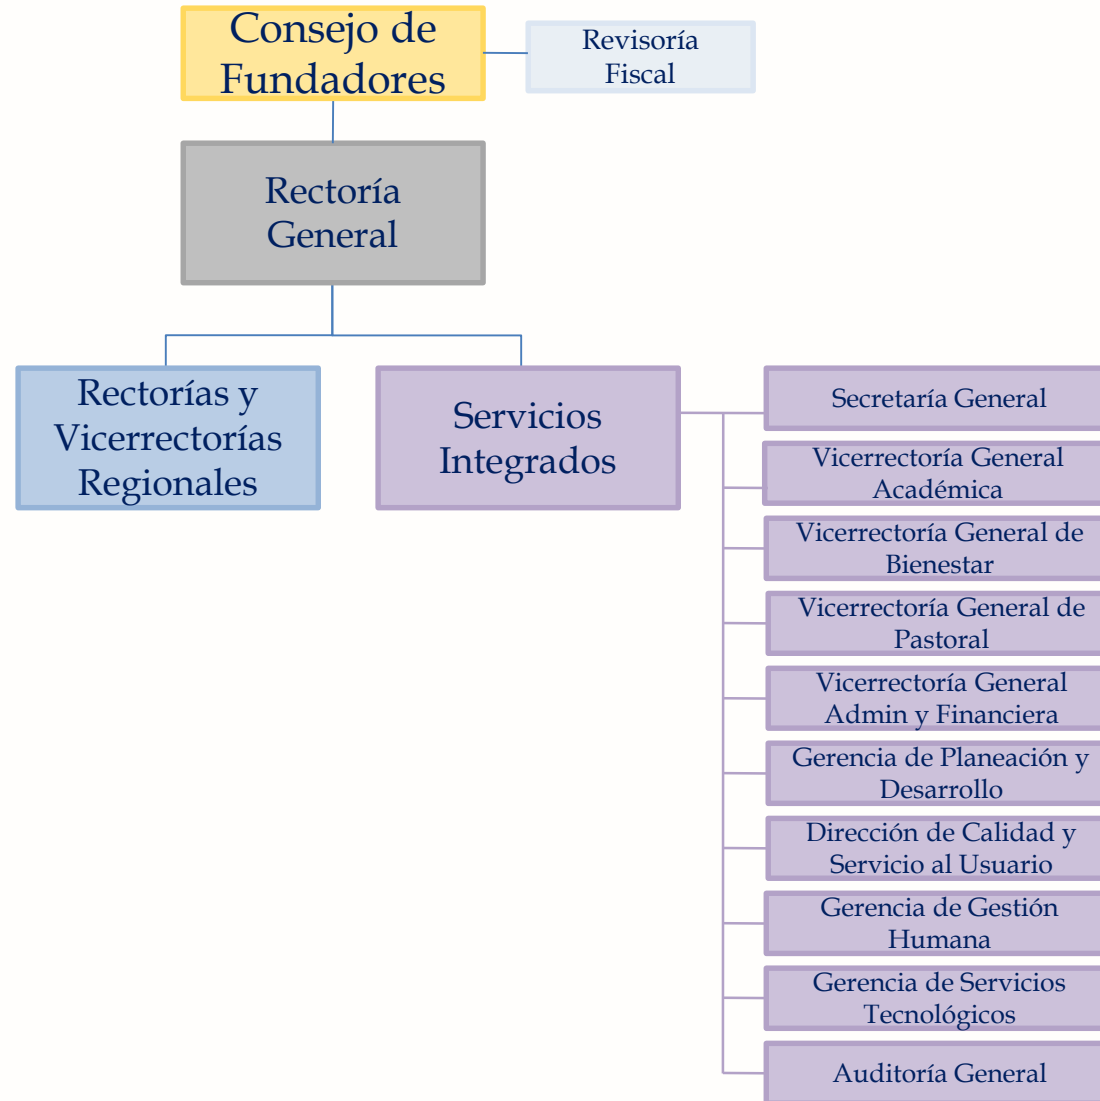 Consejo de
Fundadores
Revisoría
Fiscal
Rectoría
General
Rectorías y
Vicerrectorías
Regionales
Servicios
Integrados
Secretaría General
Vicerrectoría General
Académica
Vicerrectoría General de
Bienestar
Vicerrectoría General de
Pastoral
Vicerrectoría General
Admin y Financiera
Gerencia de Planeación y
Desarrollo
Dirección de Calidad y
Servicio al Usuario
Gerencia de Gestión
Humana
Gerencia de Servicios
Tecnológicos
Auditoría General